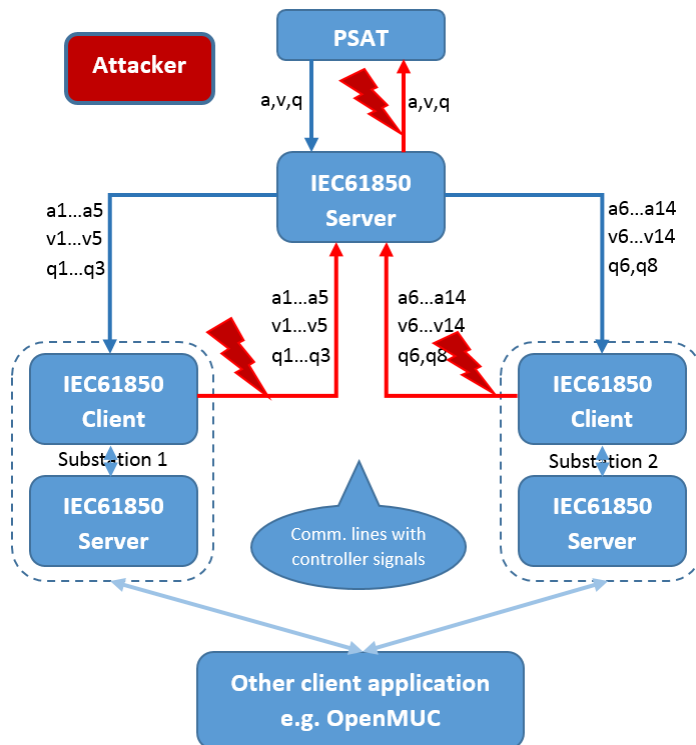 PSAT
Attacker
a,v,q
a,v,q
IEC61850
Server
a1...a5
v1...v5
q1...q3
a6...a14
v6...v14
q6,q8
a1...a5
v1...v5
q1...q3
a6...a14
v6...v14
q6,q8
IEC61850
Client
Substation 1
IEC61850
Server
IEC61850
Client
Substation 2
IEC61850
Server
Comm. lines with
controller signals
Other client application
e.g. OpenMUC